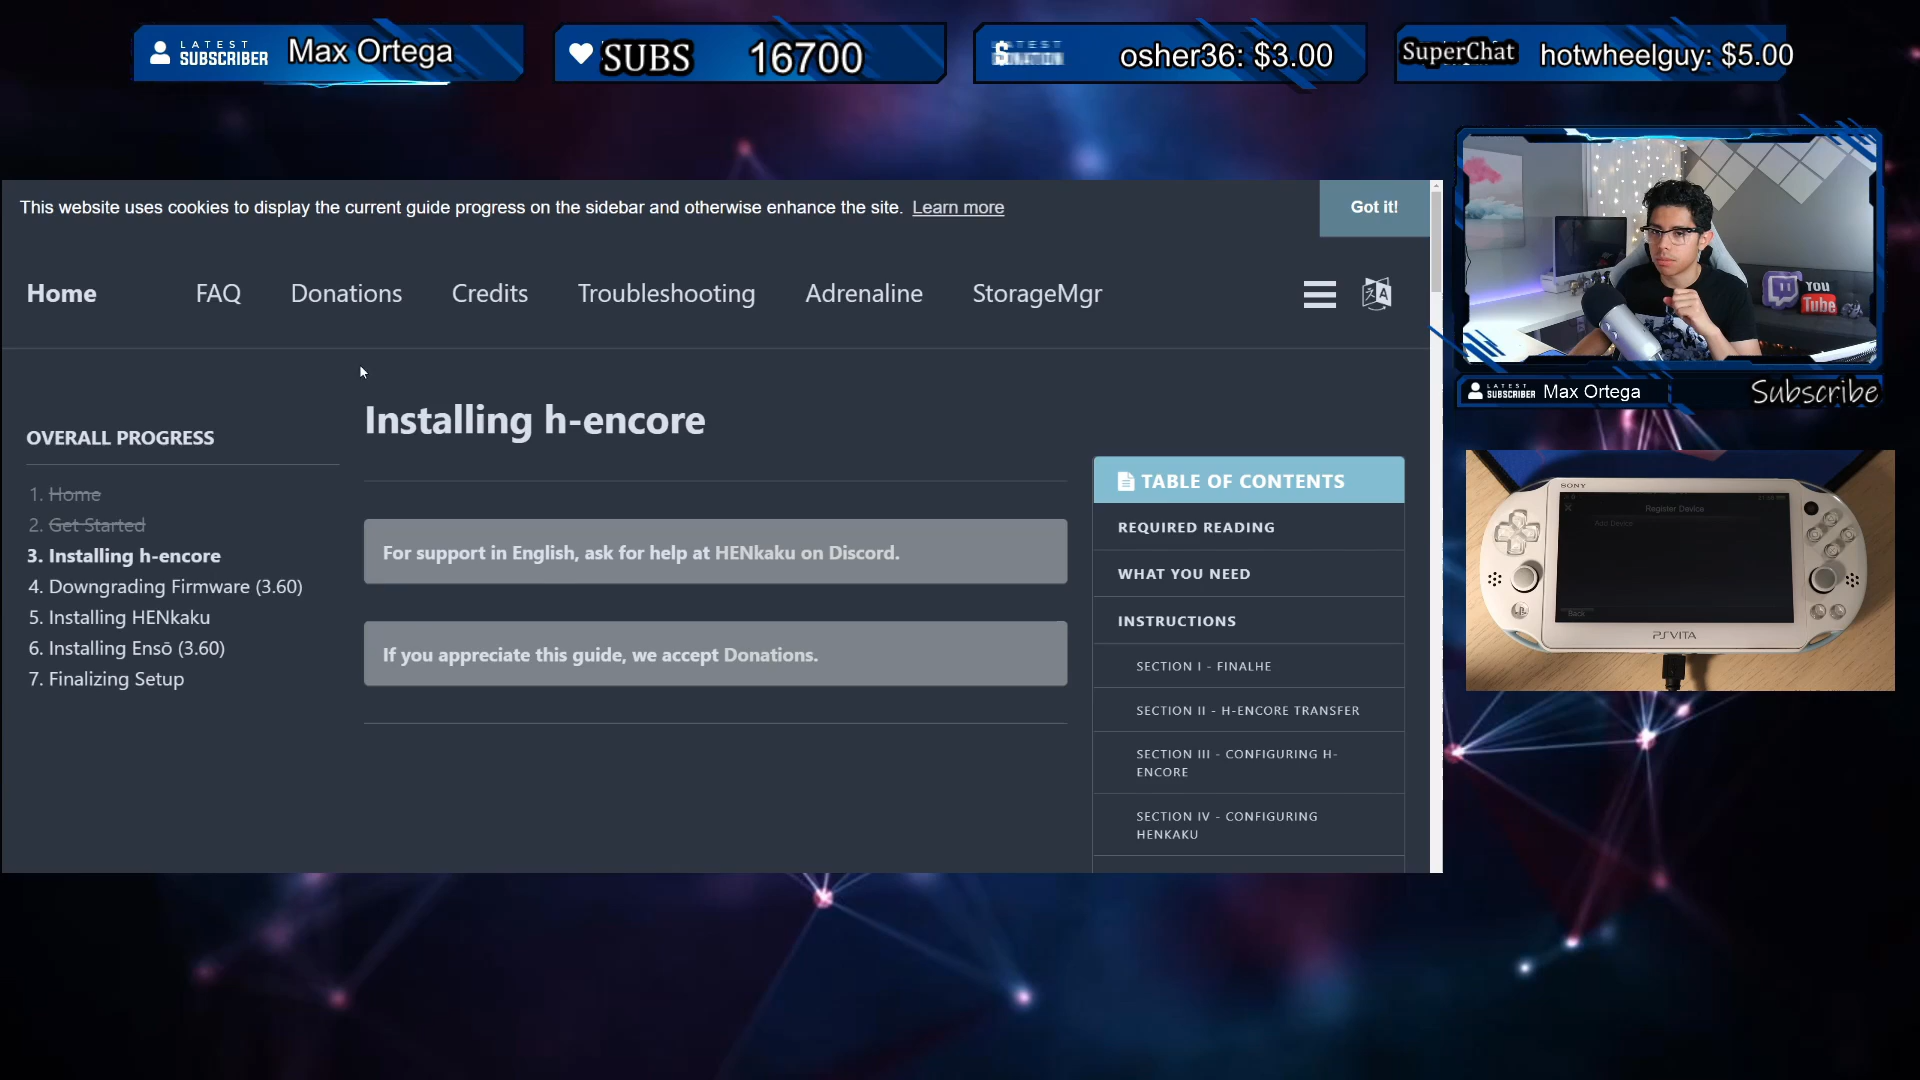 LATEST
SUBSCRIBER
Max Ortega
SUBS
16700
osher36: $3.00
SuperChat
hotwheelguy: $5.00
This website uses cookies to display the current guide progress on the sidebar and otherwise enhance the site. Learn more
Got it!
Home
FAQ
Donations
Credits
Troubleshooting
Adrenaline
StorageMgr
OVERALL PROGRESS
1. Home
2. Get Started
3. Installing h-encore
4. Downgrading Firmware (3.60)
5. Installing HENkaku
6. Installing Ensō (3.60)
7. Finalizing Setup
Installing h-encore
For support in English, ask for help at HENkaku on Discord.
If you appreciate this guide, we accept Donations.
TABLE OF CONTENTS
REQUIRED READING
WHAT YOU NEED
INSTRUCTIONS
SECTION I - FINALHE
SECTION II - H-ENCORE TRANSFER
SECTION III - CONFIGURING H-
ENCORE
SECTION IV - CONFIGURING
HENKAKU
You
Tube
LATEST
SUBSCRIBER
Max Ortega
Subscribe
SONY
Register Device
Add Device
Back
PSVITA